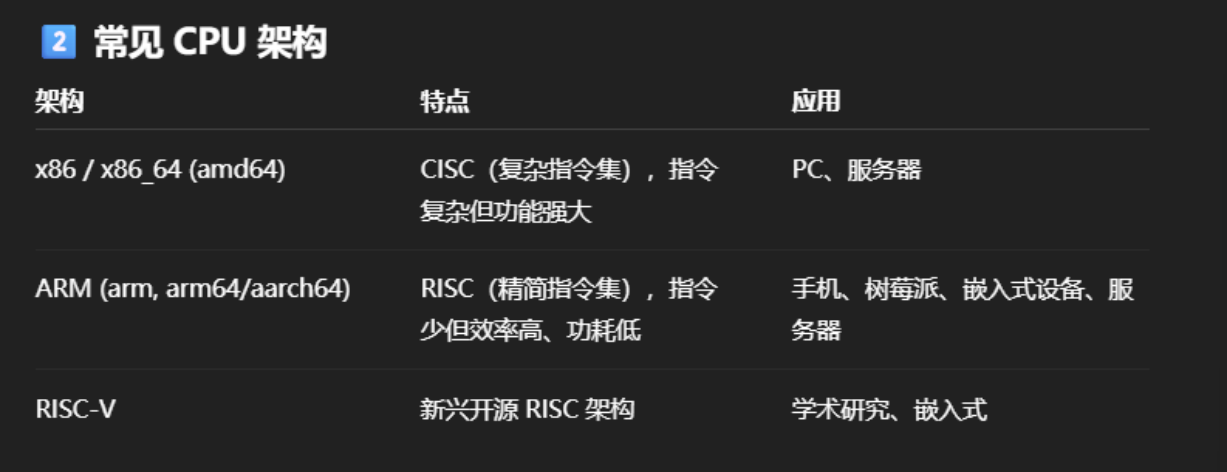 2 常见 CPU 架构
架构 特点 应用
x86 / x86_64 (amd64) CISC（复杂指令集），指令 PC、服务器
复杂但功能强大
ARM (arm, arm64/aarch64) RISC（精简指令集），指令 手机、树莓派、嵌入式设备、服
少但效率高、功耗低 务器
RISC-V 新兴开源 RISC 架构 学术研究、嵌入式